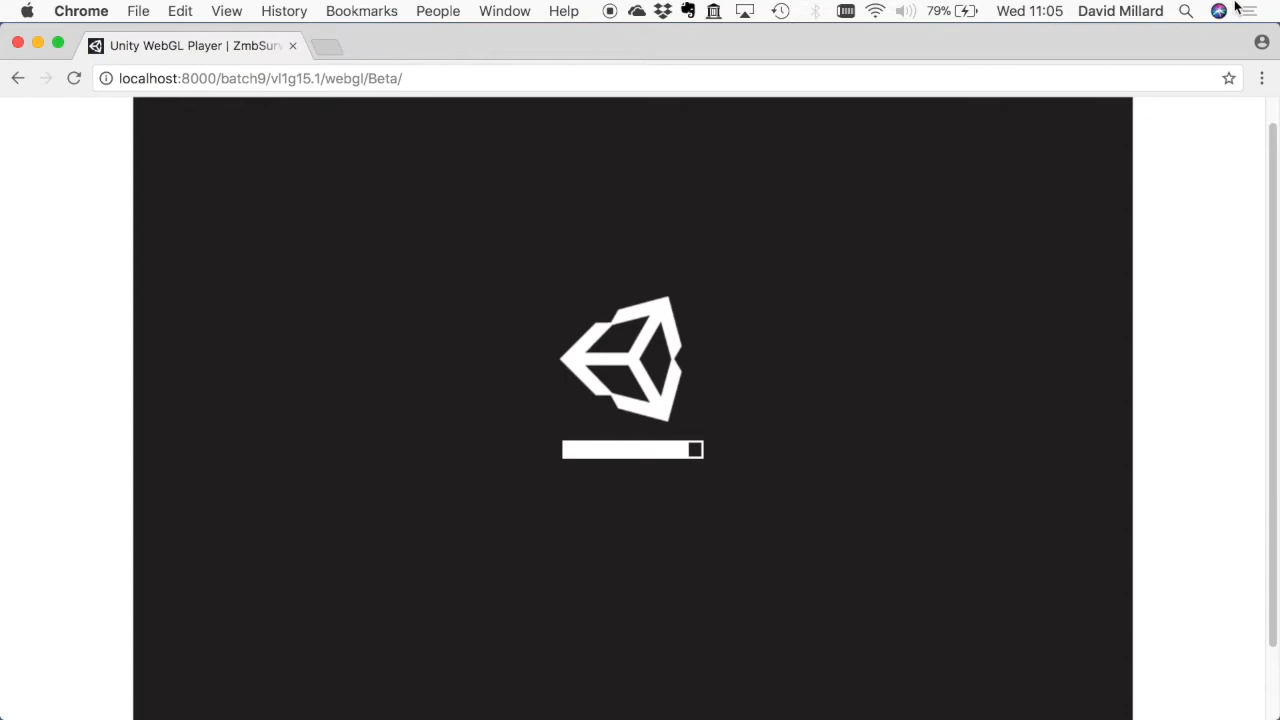 Chrome File Edit View History Bookmarks People Window Help 79% Wed 11:05 David Millard
Unity WebGL Player | ZmbSurv
localhost:8000/batch9/vl1g15.1/webgl/Beta/